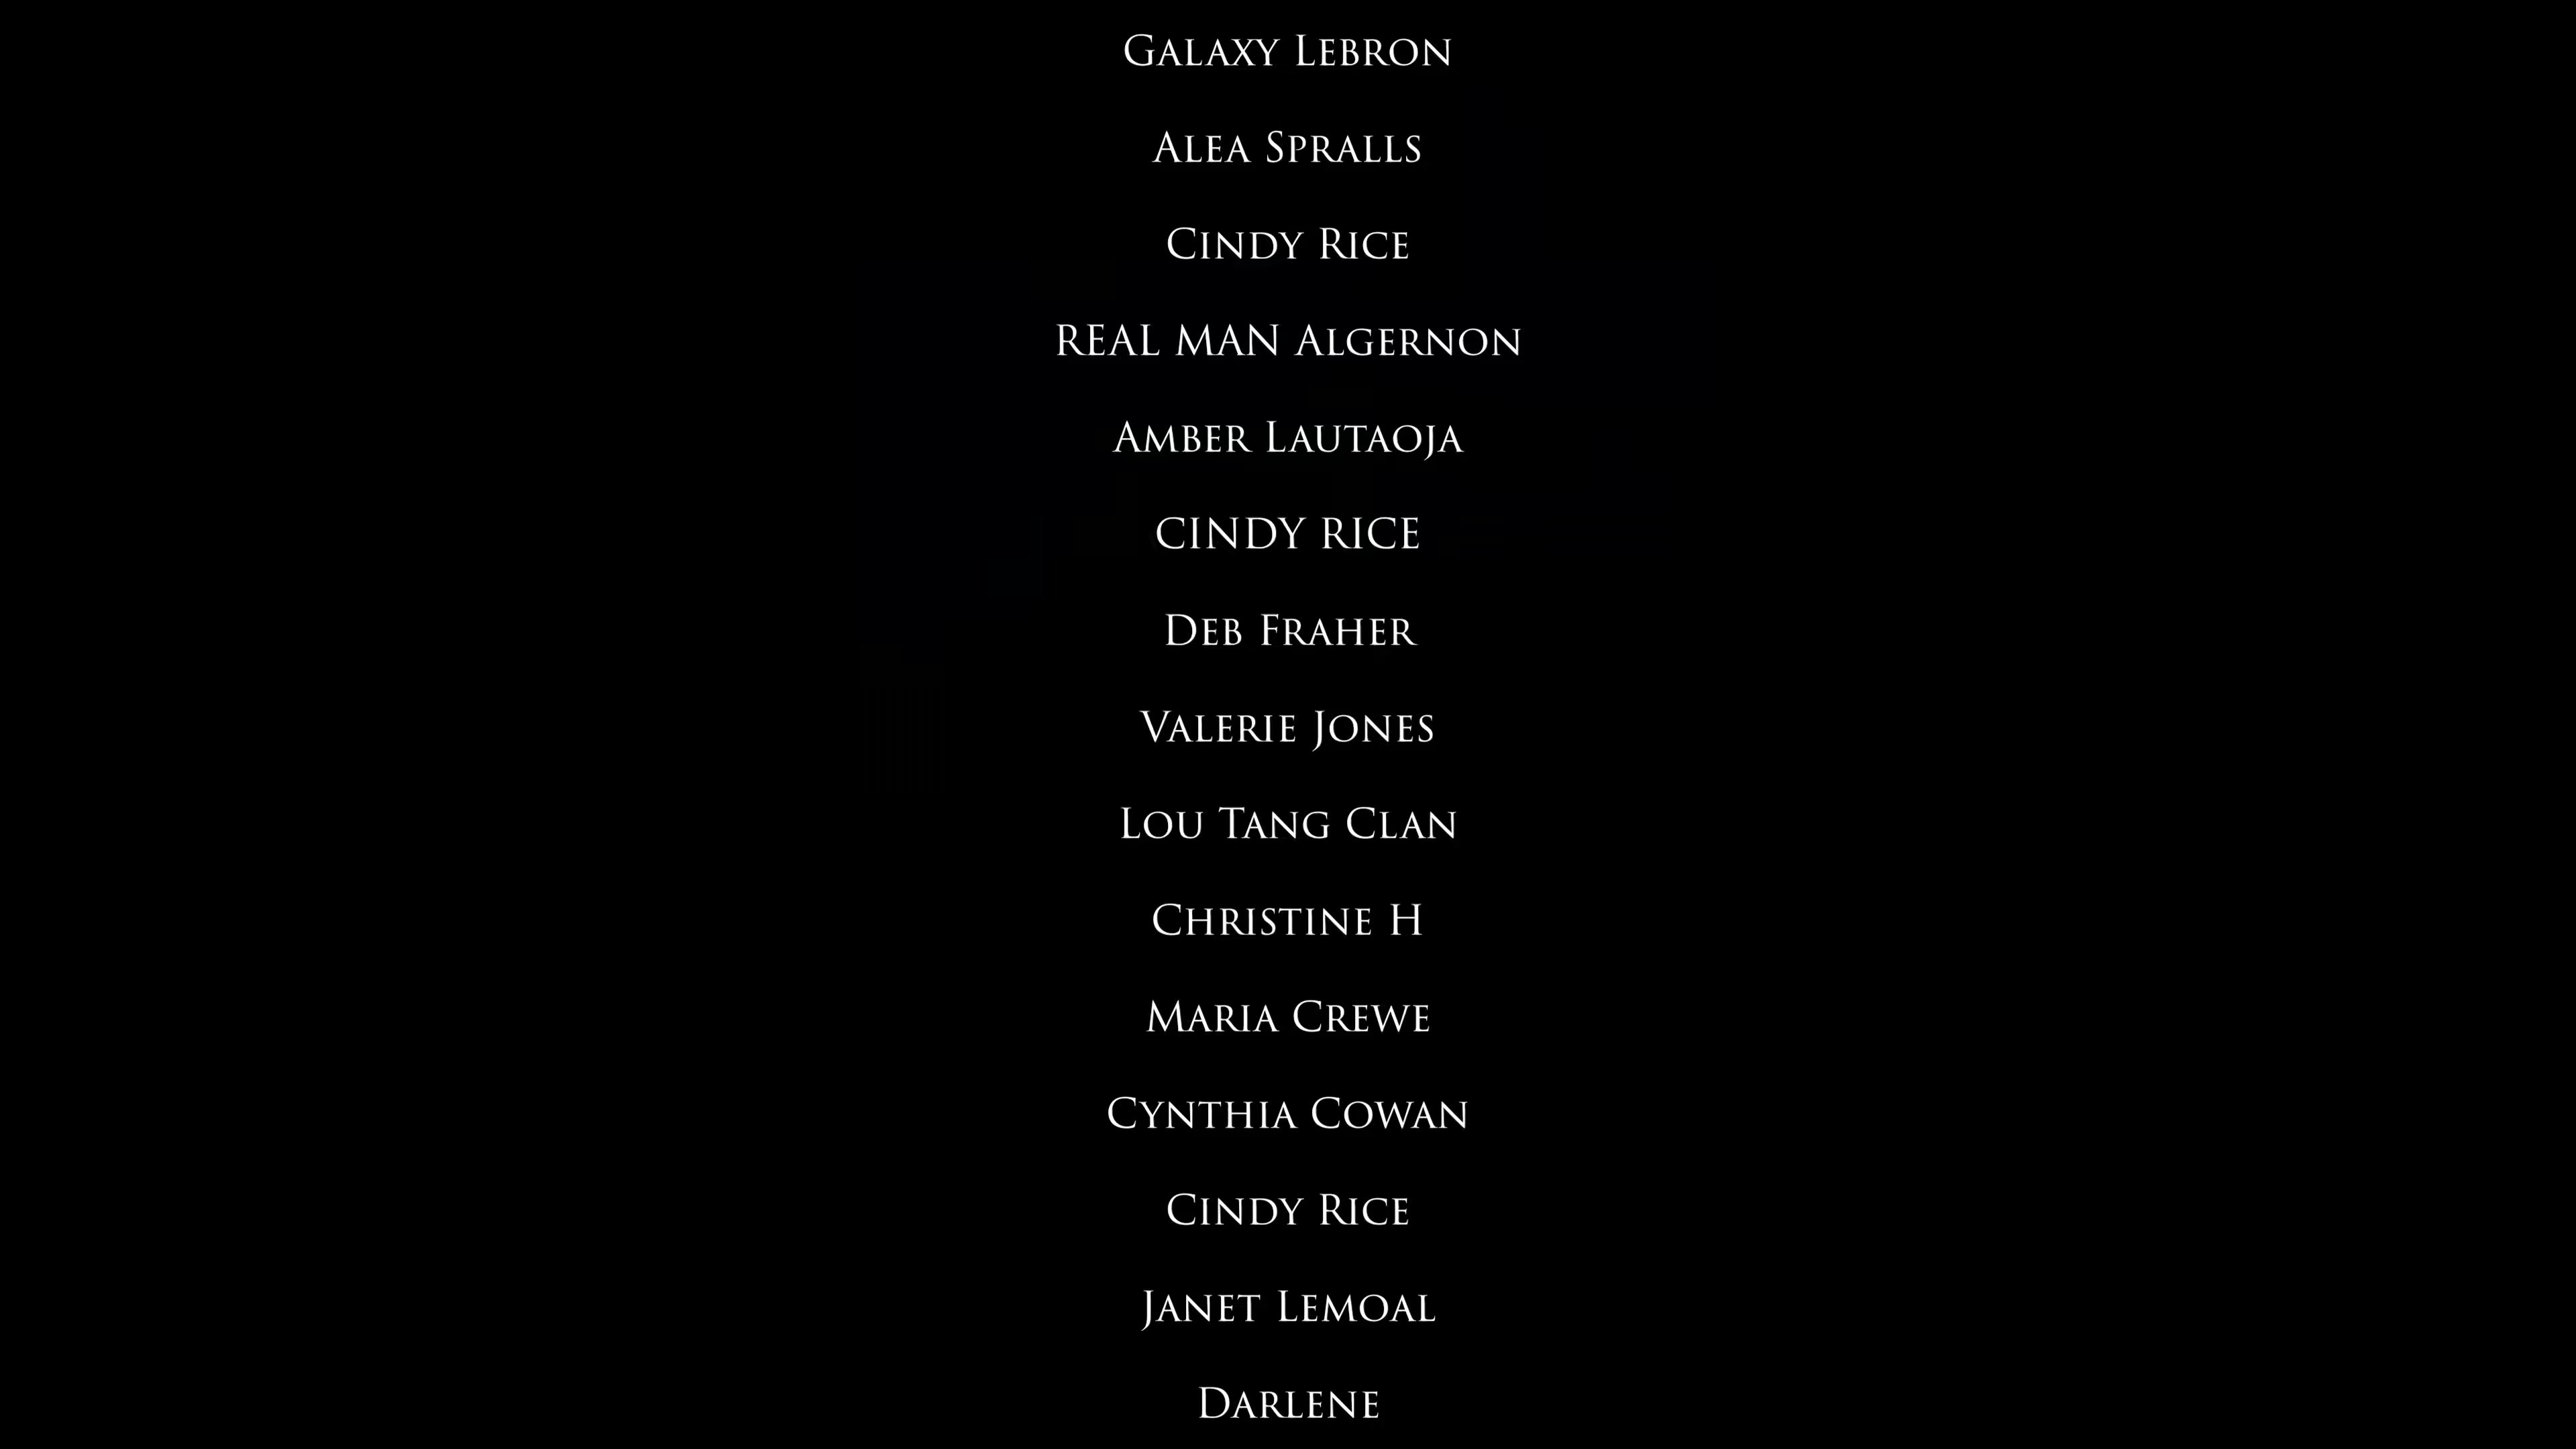 Galaxy Lebron
Alea Spralls
Cindy Rice
REAL MAN Algernon
Amber Lautaoja
CINDY RICE
Deb Fraher
Valerie Jones
Lou Tang Clan
Christine H
Maria Crewe
Cynthia Cowan
Cindy Rice
Janet Lemoal
Darlene